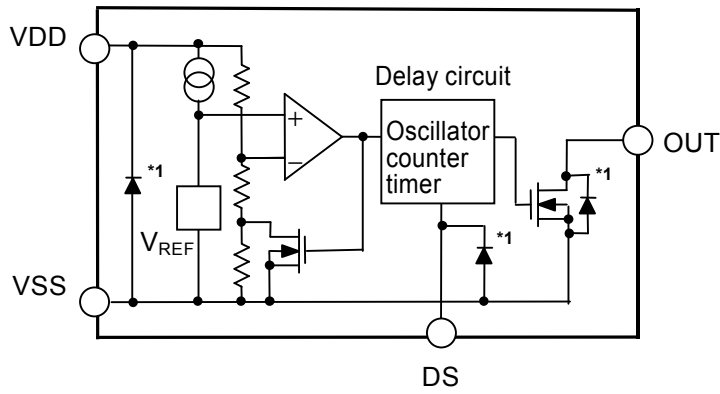 VDD
Delay circuit
+
−
Oscillator
counter
timer
OUT
*1
*1
VREF
*1
VSS
DS